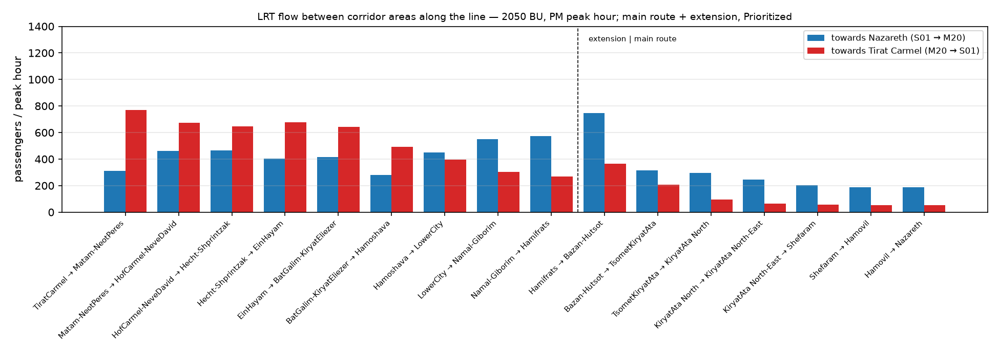 LRT flow between corridor areas along the line — 2050 BU, PM peak hour; main route + extension, Prioritized
passengers / peak hour
1400
1200
1000
800
600
400
200
0
extension | main route
towards Nazareth (S01 → M20)
towards Tirat Carmel (M20 → S01)
TiratCarmel → Matam-NeotPeres
Matam-NeotPeres → HofCarmel-NeveDavid
HofCarmel-NeveDavid → Hecht-Shprintzak
Hecht-Shprintzak → EinHayam
EinHayam → BatGalim-KiryatEliezer
BatGalim-KiryatEliezer → Hamoshava
Hamoshava → LowerCity
LowerCity → Namal-Giborim
Namal-Giborim → Hamifrats
Hamifrats → Bazan-Hutsot
Bazan-Hutsot → TsometKiryatAta
TsometKiryatAta → KiryatAta North
KiryatAta North → KiryatAta North-East
KiryatAta North-East → Shefaram
Shefaram → Hamovil
Hamovil → Nazareth